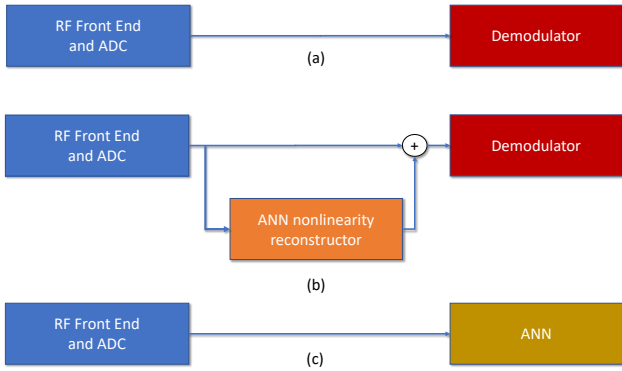 RF Front End
and ADC
Demodulator
(a)
RF Front End
and ADC
+
Demodulator
ANN nonlinearity
reconstructor
(b)
RF Front End
and ADC
ANN
(c)